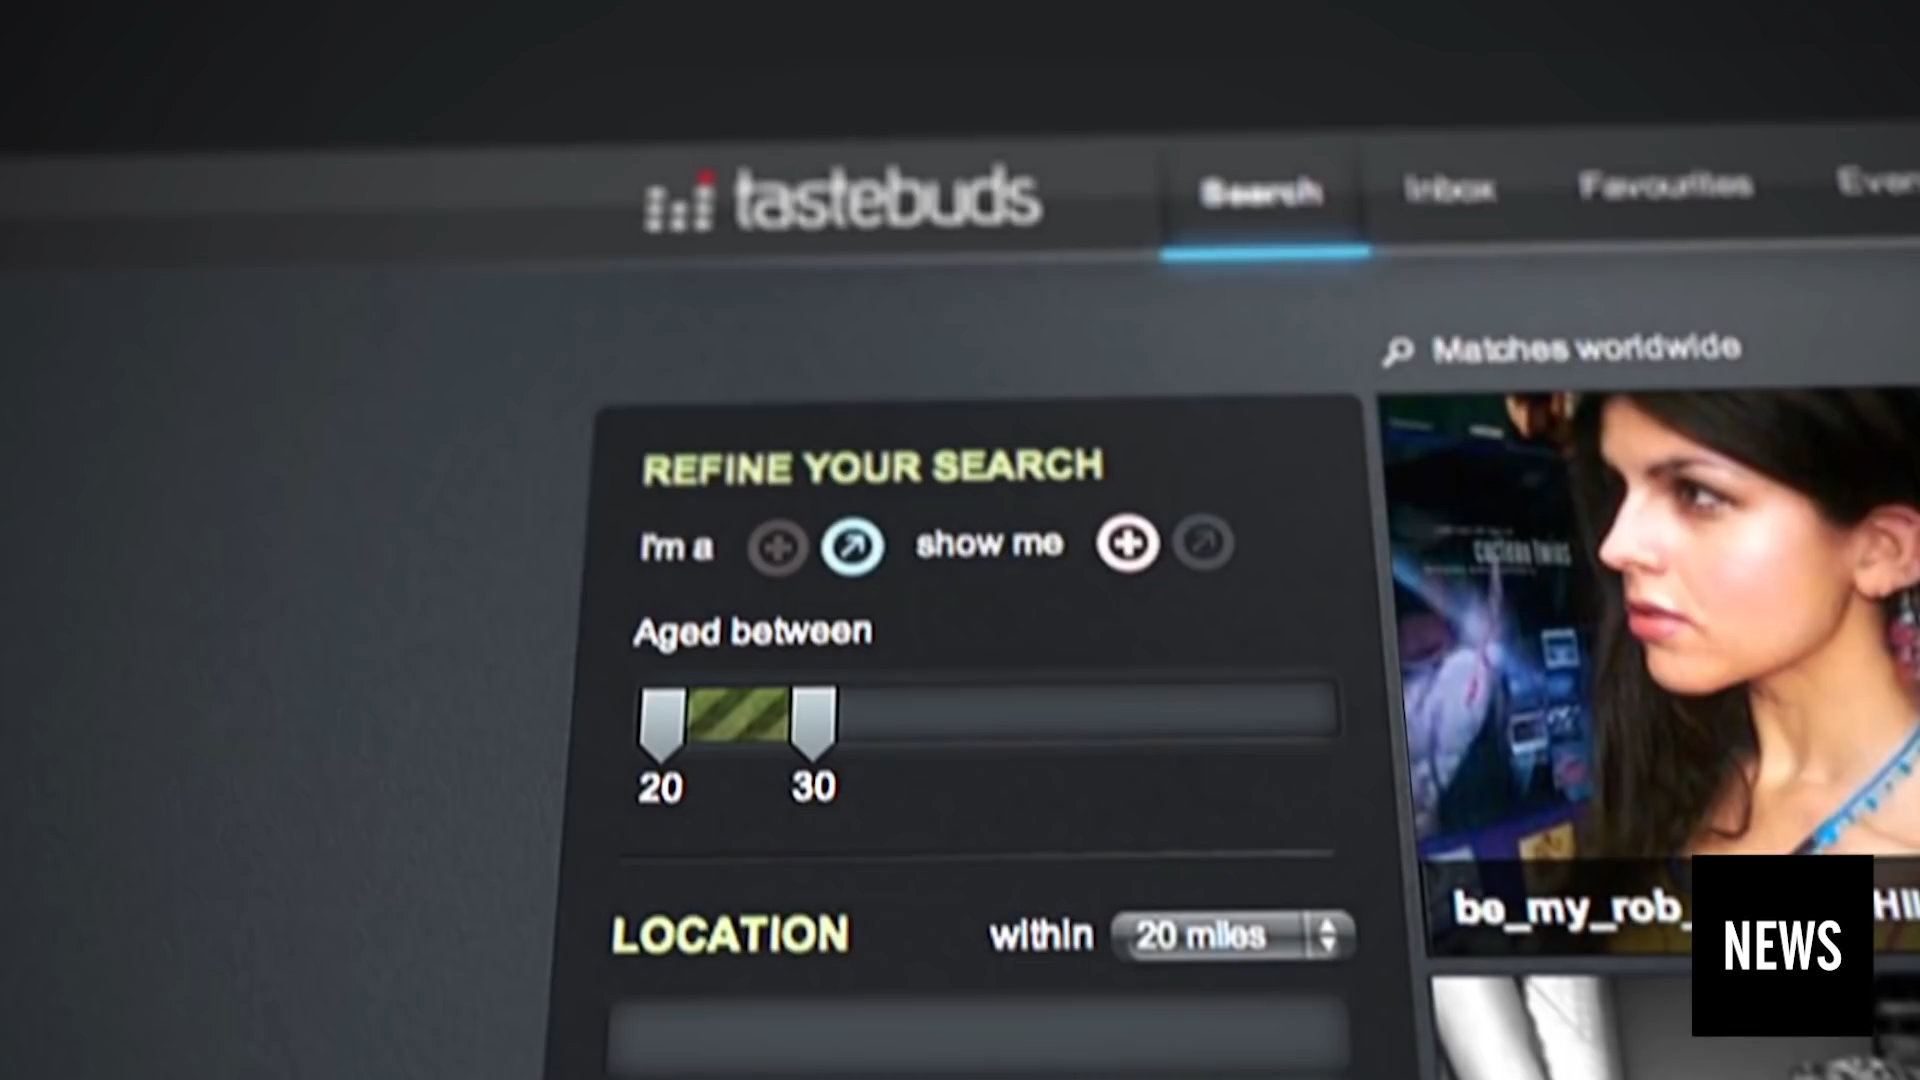 tastebuds
Search
Inbox
Favourites
Matches worldwide
REFINE YOUR SEARCH
I'm a
show me
Aged between
20
30
LOCATION
within
20 miles
be_my_rob_
NEWS